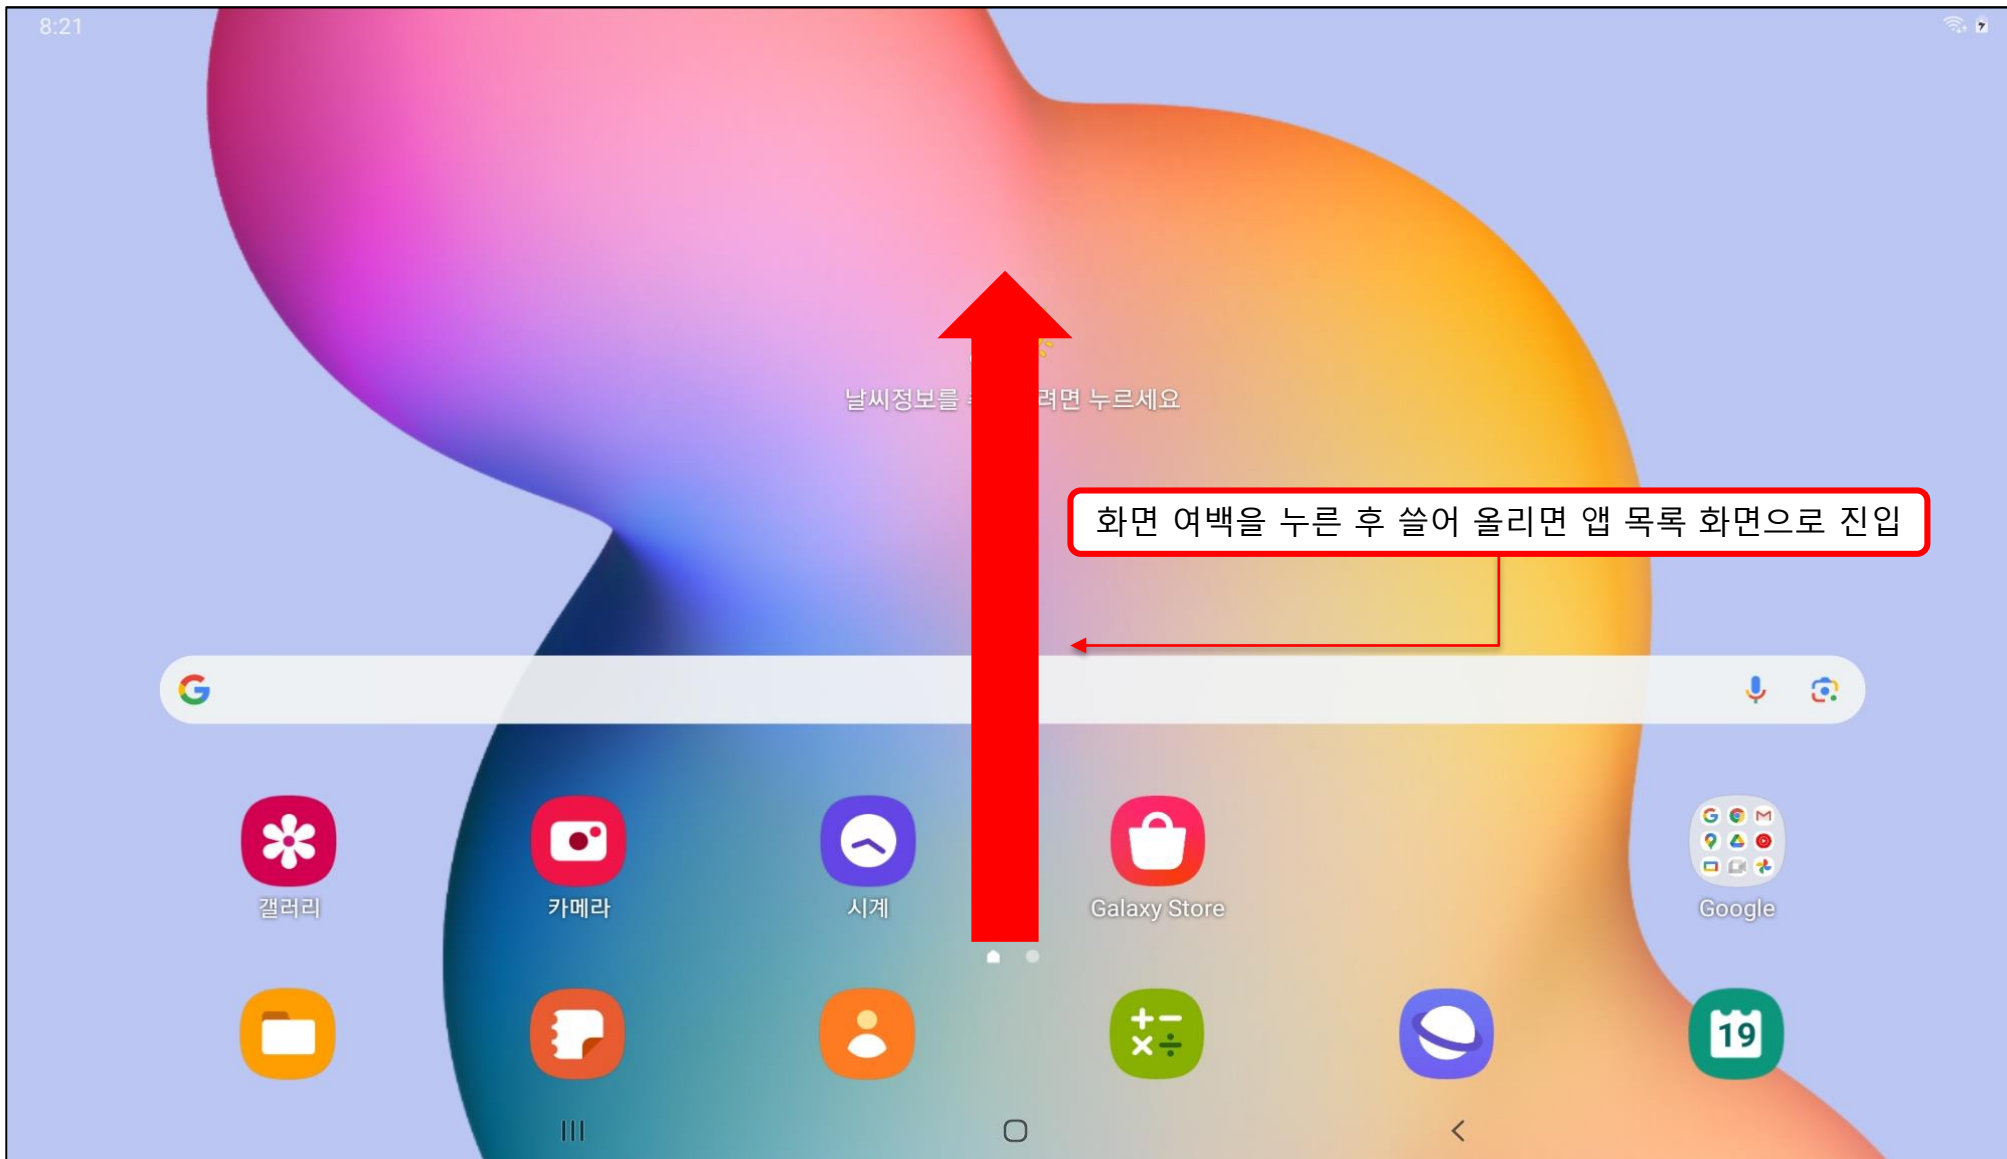 8:21
날씨정보를 려면 누르세요
화면 여백을 누른 후 쓸어 올리면 앱 목록 화면으로 진입
갤러리 카메라 시계 Galaxy Store Google
19